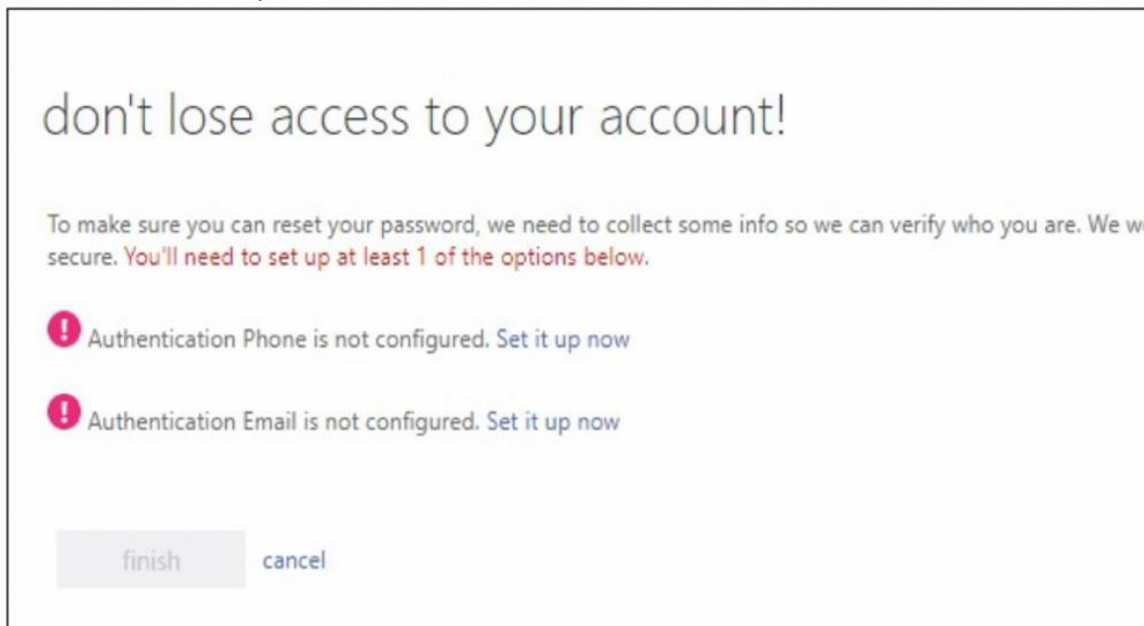 don't lose access to your account!
To make sure you can reset your password, we need to collect some info so we can verify who you are. We
secure. You'll need to set up at least 1 of the options below.
! Authentication Phone is not configured. Set it up now
! Authentication Email is not configured. Set it up now
finish cancel